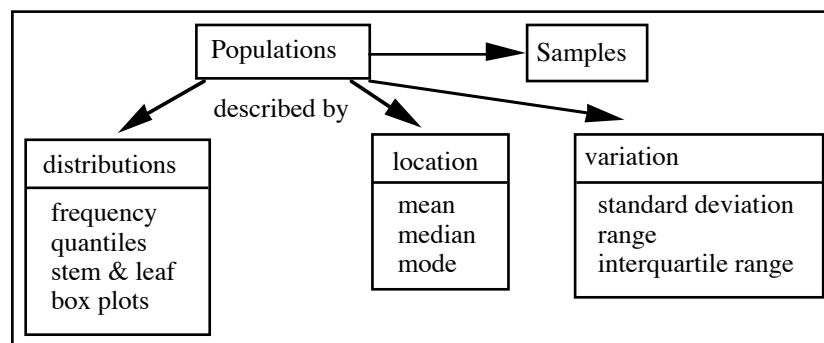 Populations
Samples
described by
distributions
frequency
quantiles
stem & leaf
box plots
location
mean
median
mode
variation
standard deviation
range
interquartile range